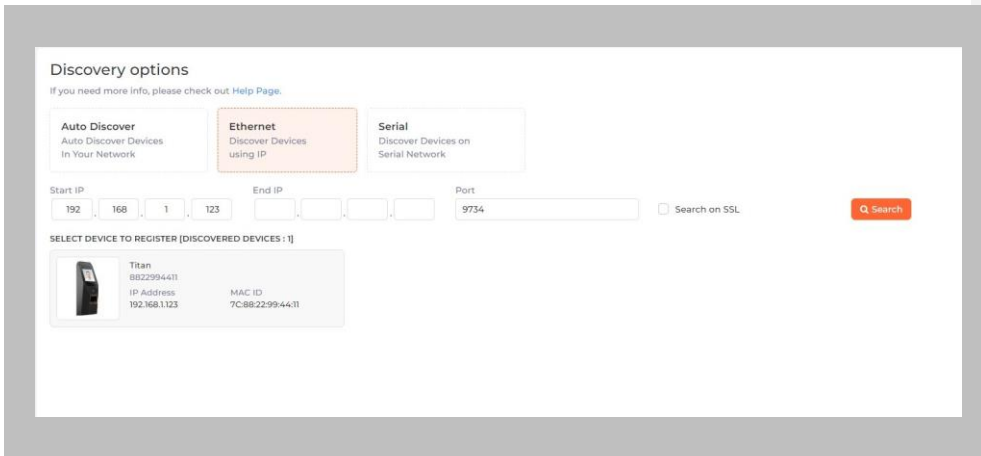 Discovery options
If you need more info, please check out Help Page.
Auto Discover
Auto Discover Devices
In Your Network
Ethernet
Discover Devices
using IP
Serial
Discover Devices on
Serial Network
Start IP
End IP
Port
192 . 168 . 1 . 123
. . .
9734
Search on SSL
Search
SELECT DEVICE TO REGISTER [DISCOVERED DEVICES : 1]
Titan
8822994411
IP Address
MAC ID
192.168.1.123
7C:88:22:99:44:11